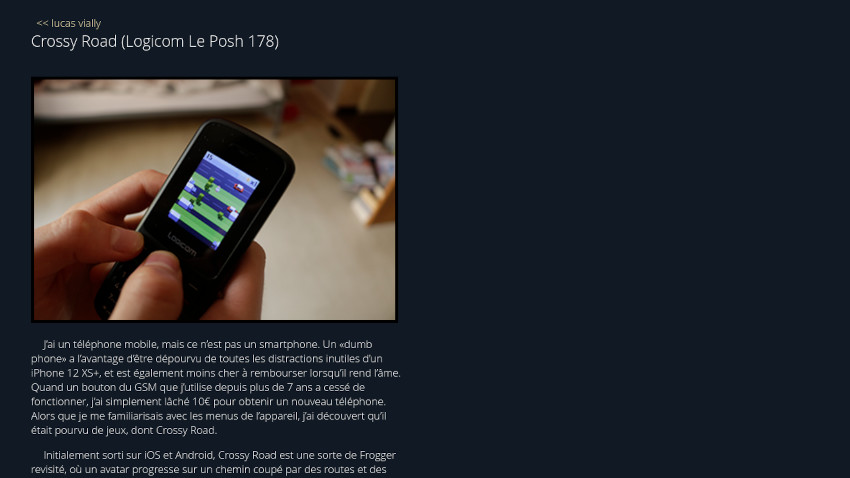 << lucas vially
Crossy Road (Logicom Le Posh 178)
Logicom
J'ai un téléphone mobile, mais ce n'est pas un smartphone. Un «dumb
phone» a l'avantage d'être dépourvu de toutes les distractions inutiles d'un
iPhone 12 XS+, et est également moins cher à rembourser lorsqu'il rend l'âme.
Quand un bouton du GSM que j'utilise depuis plus de 7 ans a cessé de
fonctionner, j'ai simplement lâché 10€ pour obtenir un nouveau téléphone.
Alors que je me familiarisais avec les menus de l'appareil, j'ai découvert qu'il
était pourvu de jeux, dont Crossy Road.
Initialement sorti sur iOS et Android, Crossy Road est une sorte de Frogger
revisité, où un avatar progresse sur un chemin coupé par des routes et des